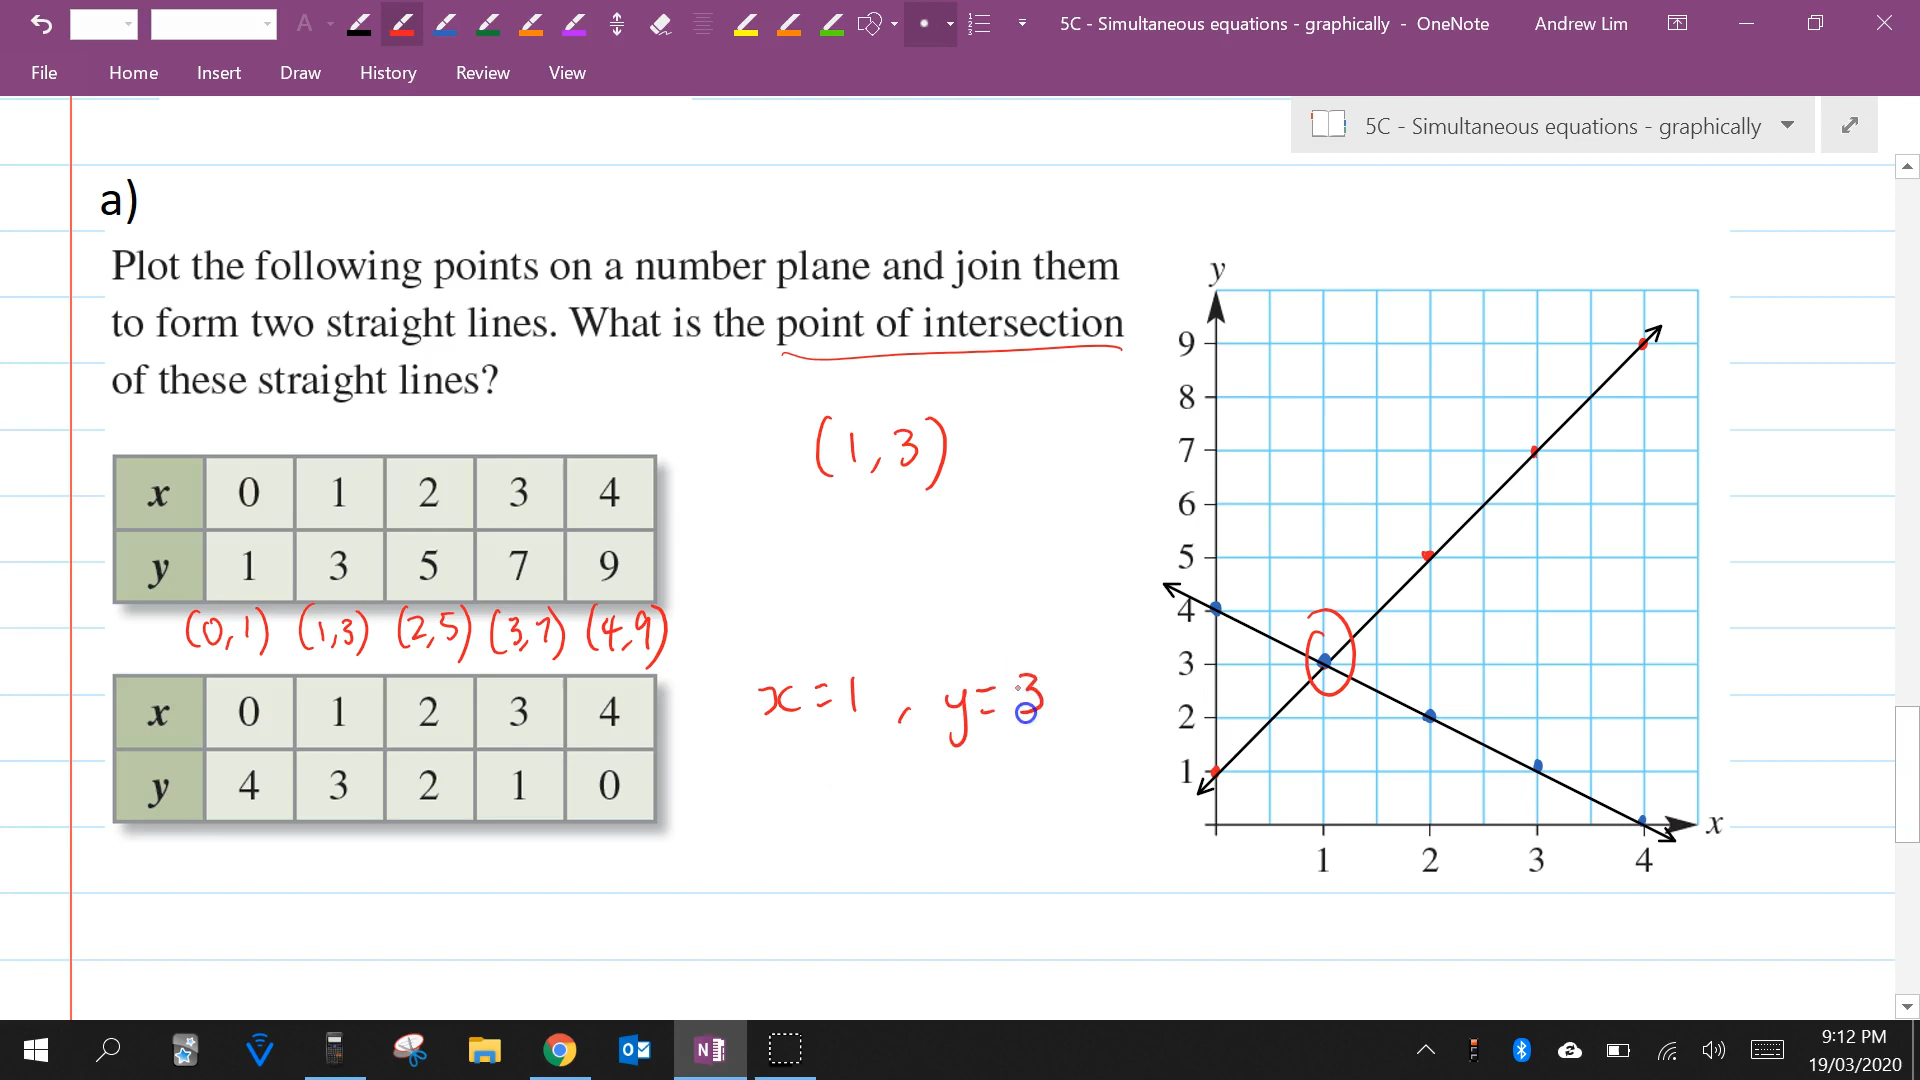 5C - Simultaneous equations - graphically - OneNote
Andrew Lim
File Home Insert Draw History Review View
5C - Simultaneous equations - graphically
a)
Plot the following points on a number plane and join them
to form two straight lines. What is the point of intersection
of these straight lines?
(1,3)
x 0 1 2 3 4
y 1 3 5 7 9
(0,1) (1,3) (2,5) (3,7) (4,9)
x 0 1 2 3 4
y 4 3 2 1 0
x = 1 , y = 3
y
9
8
7
6
5
4
3
2
1
x
1 2 3 4
9:12 PM
19/03/2020